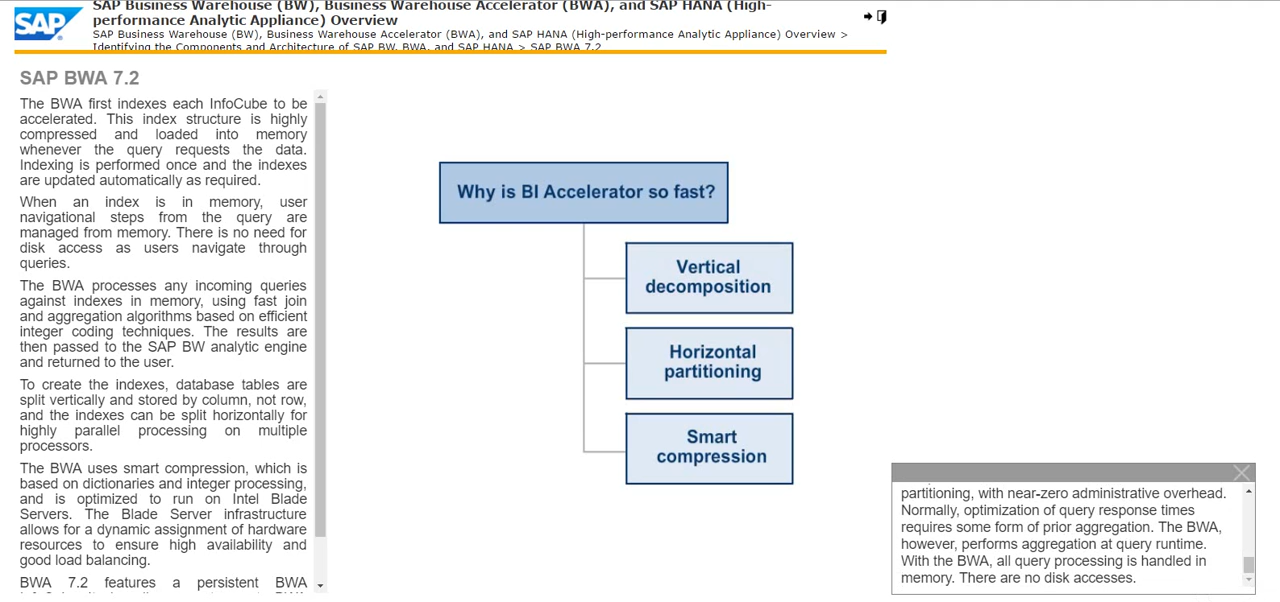 SAP
SAP Business Warehouse (BW), Business Warehouse Accelerator (BWA), and SAP HANA (High-
performance Analytic Appliance) Overview
SAP Business Warehouse (BW), Business Warehouse Accelerator (BWA), and SAP HANA (High-performance Analytic Appliance) Overview >
Identifying the Components and Architecture of SAP BW, BWA, and SAP HANA > SAP BWA 7.2
SAP BWA 7.2
The BWA first indexes each InfoCube to be
accelerated. This index structure is highly
compressed and loaded into memory
whenever the query requests the data.
Indexing is performed once and the indexes
are updated automatically as required.
When an index is in memory, user
navigational steps from the query are
managed from memory. There is no need for
disk access as users navigate through
queries.
The BWA processes any incoming queries
against indexes in memory, using fast join
and aggregation algorithms based on efficient
integer coding techniques. The results are
then passed to the SAP BW analytic engine
and returned to the user.
To create the indexes, database tables are
split vertically and stored by column, not row,
and the indexes can be split horizontally for
highly parallel processing on multiple
processors.
The BWA uses smart compression, which is
based on dictionaries and integer processing,
and is optimized to run on Intel Blade
Servers. The Blade Server infrastructure
allows for a dynamic assignment of hardware
resources to ensure high availability and
good load balancing.
BWA 7.2 features a persistent BWA
Why is BI Accelerator so fast?
Vertical
decomposition
Horizontal
partitioning
Smart
compression
partitioning, with near-zero administrative overhead.
Normally, optimization of query response times
requires some form of prior aggregation. The BWA,
however, performs aggregation at query runtime.
With the BWA, all query processing is handled in
memory. There are no disk accesses.